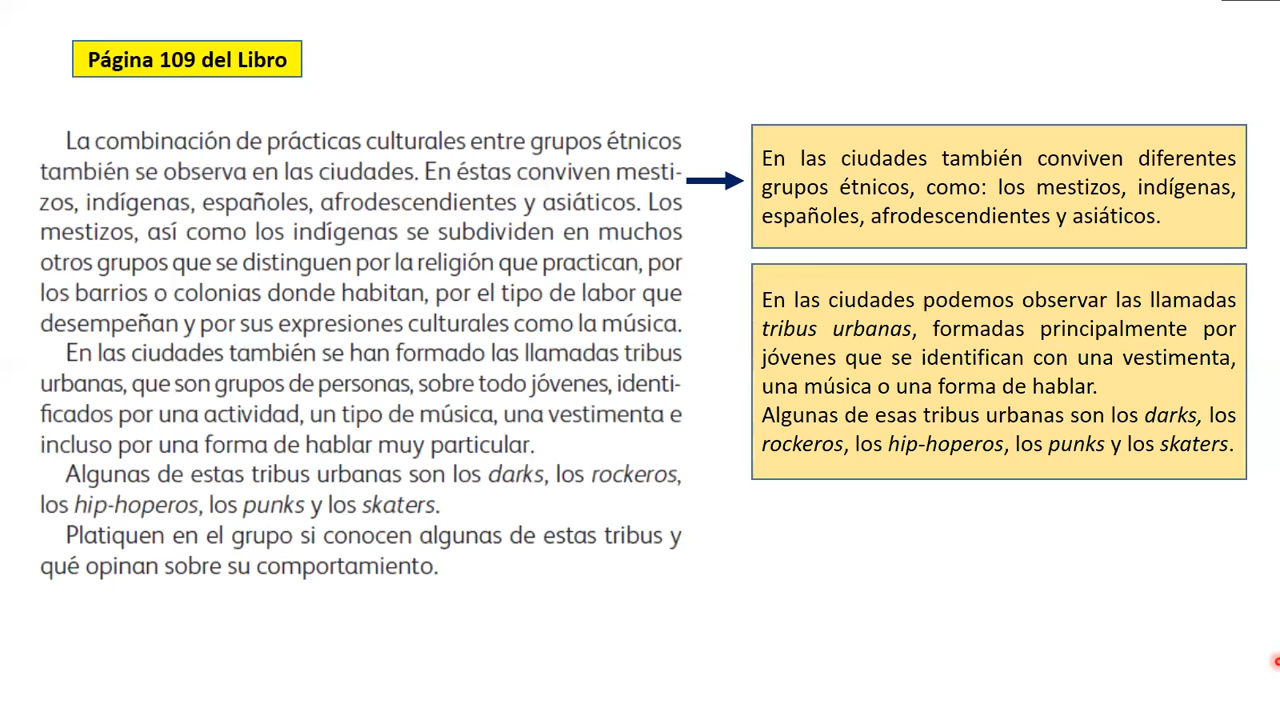 Página 109 del Libro
La combinación de prácticas culturales entre grupos étnicos
también se observa en las ciudades. En éstas conviven mesti-
zos, indígenas, españoles, afrodescendientes y asiáticos. Los
mestizos, así como los indígenas se subdividen en muchos
otros grupos que se distinguen por la religión que practican, por
los barrios o colonias donde habitan, por el tipo de labor que
desempeñan y por sus expresiones culturales como la música.
En las ciudades también se han formado las llamadas tribus
urbanas, que son grupos de personas, sobre todo jóvenes, identi-
ficados por una actividad, un tipo de música, una vestimenta e
incluso por una forma de hablar muy particular.
Algunas de estas tribus urbanas son los darks, los rockeros,
los hip-hoperos, los punks y los skaters.
Platiquen en el grupo si conocen algunas de estas tribus y
qué opinan sobre su comportamiento.
En las ciudades también conviven diferentes
grupos étnicos, como: los mestizos, indígenas,
españoles, afrodescendientes y asiáticos.
En las ciudades podemos observar las llamadas
tribus urbanas, formadas principalmente por
jóvenes que se identifican con una vestimenta,
una música o una forma de hablar.
Algunas de esas tribus urbanas son los darks, los
rockeros, los hip-hoperos, los punks y los skaters.